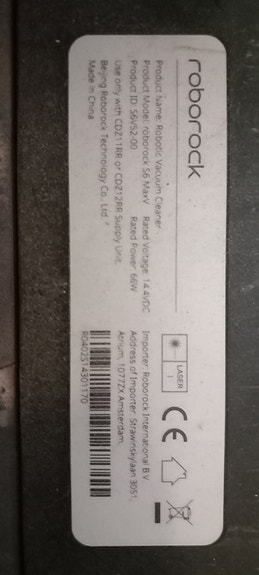 roborock
Product Name: Robotic Vacuum Cleaner
Product Model: roborock S6 MaxV Rated Voltage: 14.4VDC
Product ID: S6V52-00 Rated Power: 66W
Use only with CDZ11RR or CDZ12RR Supply Unit.
Beijing Roborock Technology Co., Ltd.
Made in China
LASER
1
CE
Importer: Roborock International B.V.
Address of Importer: Strawinskylaan 3051,
Atrium, 1077ZX Amsterdam.